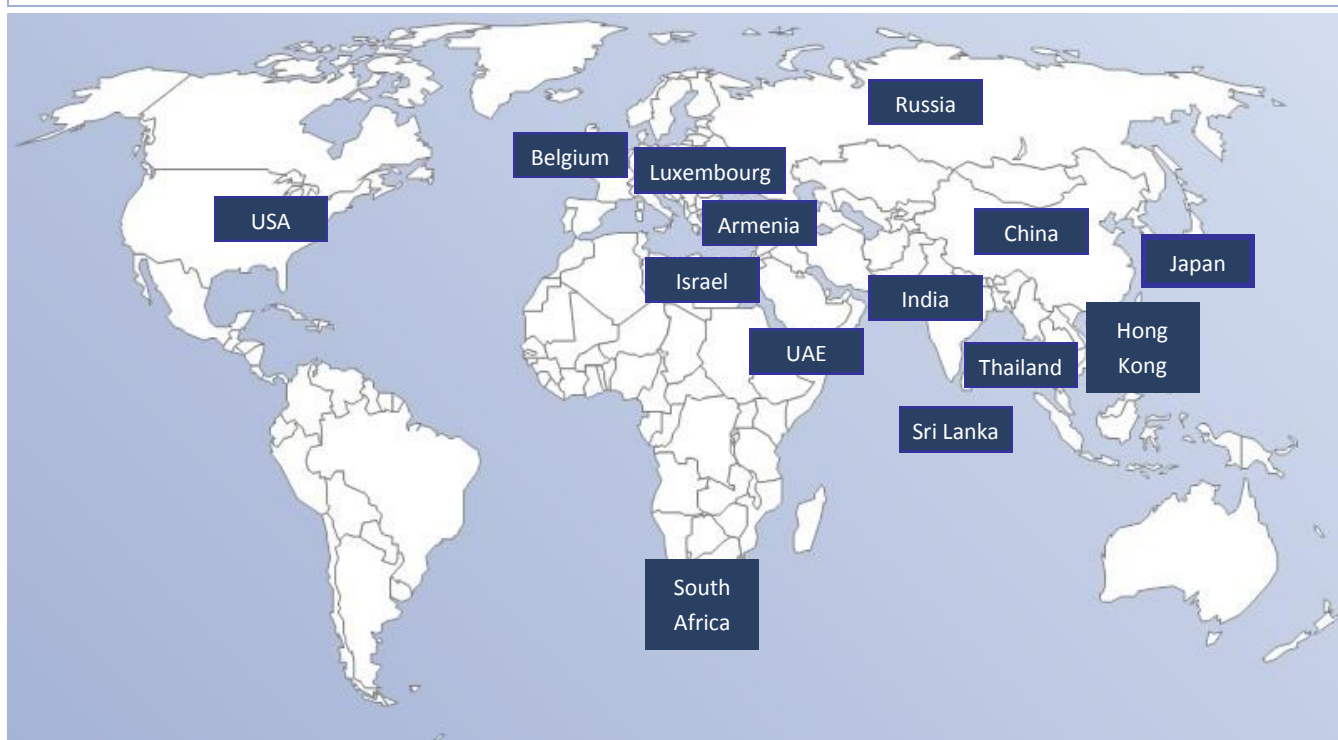 Russia
Belgium
Luxembourg
USA
Armenia
China
Japan
Israel
India
Hong
Kong
UAE
Thailand
Sri Lanka
South
Africa